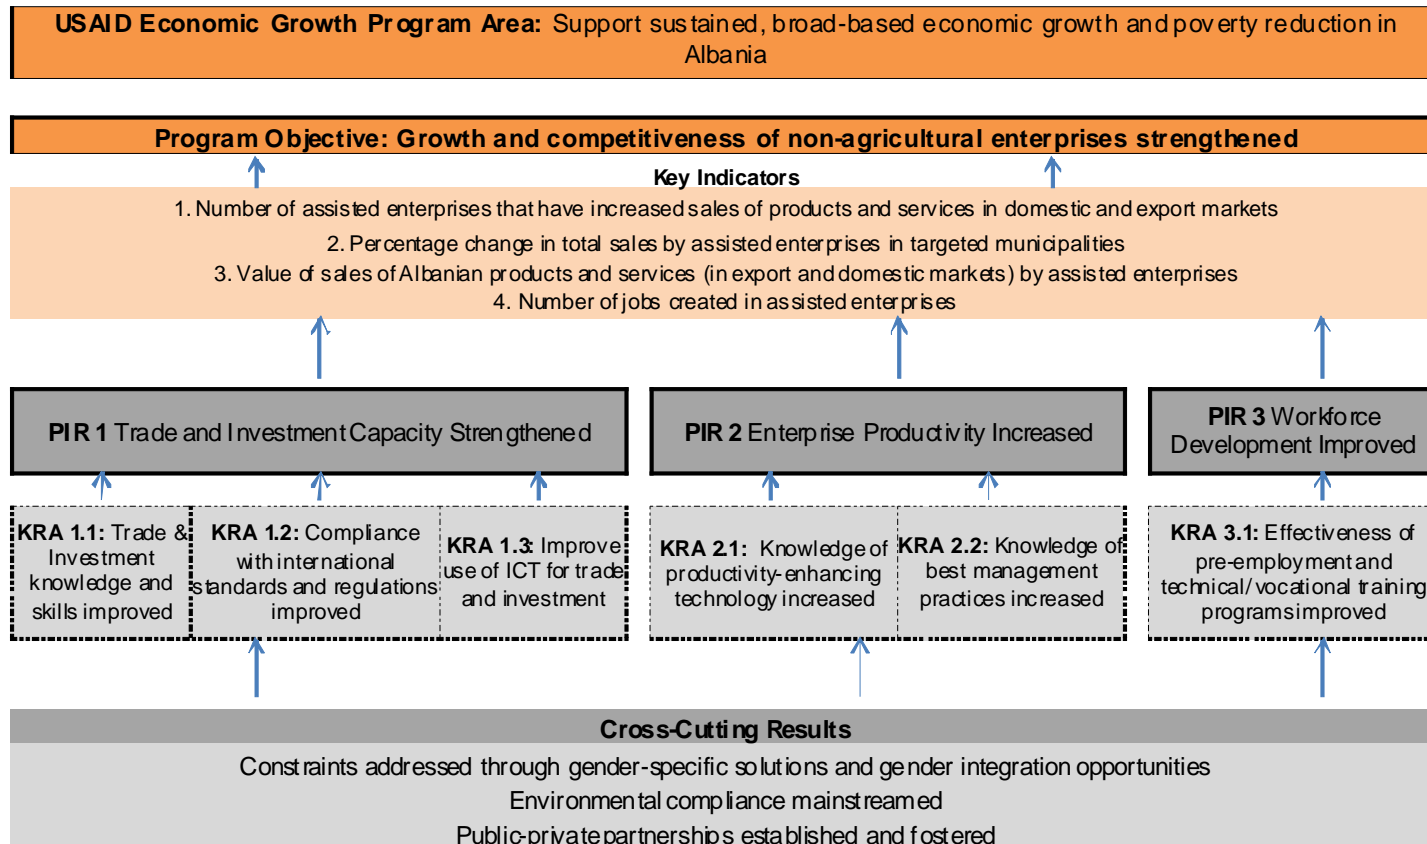 USAID Economic Growth Program Area: Support sustained, broad-based economic growth and poverty reduction in
Albania
Program Objective: Growth and competitiveness of non-agricultural enterprises strengthened
Key Indicators
1. Number of assisted enterprises that have increased sales of products and services in domestic and export markets
2. Percentage change in total sales by assisted enterprises in targeted municipalities
3. Value of sales of Albanian products and services (in export and domestic markets) by assisted enterprises
4. Number of jobs created in assisted enterprises
PIR 1 Trade and Investment Capacity Strengthened
PIR 2 Enterprise Productivity Increased
PIR 3 Workforce
Development Improved
KRA 1.1: Trade &
Investment
knowledge and
skills improved
KRA 1.2: Compliance
with international
standards and regulations
improved
KRA 1.3: Improve
use of ICT for trade
and investment
KRA 2.1: Knowledge of
productivity-enhancing
technology increased
KRA 2.2: Knowledge of
best management
practices increased
KRA 3.1: Effectiveness of
pre-employment and
technical/vocational training
programs improved
Cross-Cutting Results
Constraints addressed through gender-specific solutions and gender integration opportunities
Environmental compliance mainstreamed
Public-private partnerships established and fostered